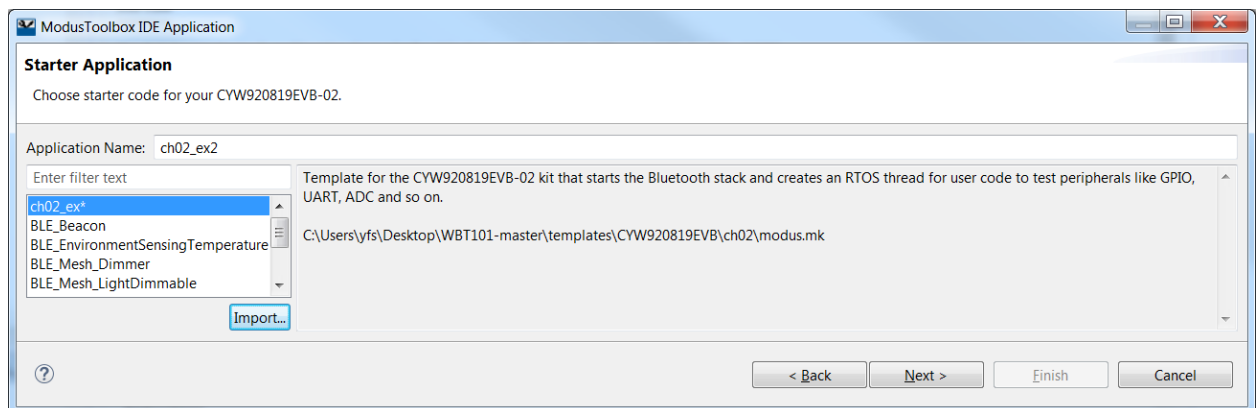 ModusToolbox IDE Application
Starter Application
Choose starter code for your CYW920819EVB-02.
Application Name: ch02_ex2
Enter filter text
ch02_ex*
BLE_Beacon
BLE_EnvironmentSensingTemperature
BLE_Mesh_Dimmer
BLE_Mesh_LightDimmable
Import...
Template for the CYW920819EVB-02 kit that starts the Bluetooth stack and creates an RTOS thread for user code to test peripherals like GPIO,
UART, ADC and so on.
C:\Users\yfs\Desktop\WBT101-master\templates\CYW920819EVB\ch02\modus.mk
?
< Back Next > Finish Cancel